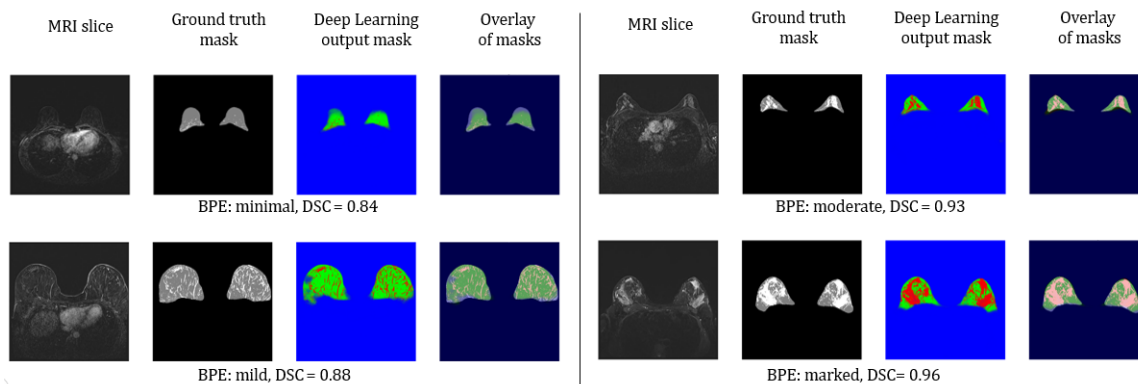 MRI slice
Ground truth
mask
Deep Learning
output mask
Overlay
of masks
BPE: minimal, DSC = 0.84
BPE: mild, DSC = 0.88
MRI slice
Ground truth
mask
Deep Learning
output mask
Overlay
of masks
BPE: moderate, DSC = 0.93
BPE: marked, DSC= 0.96